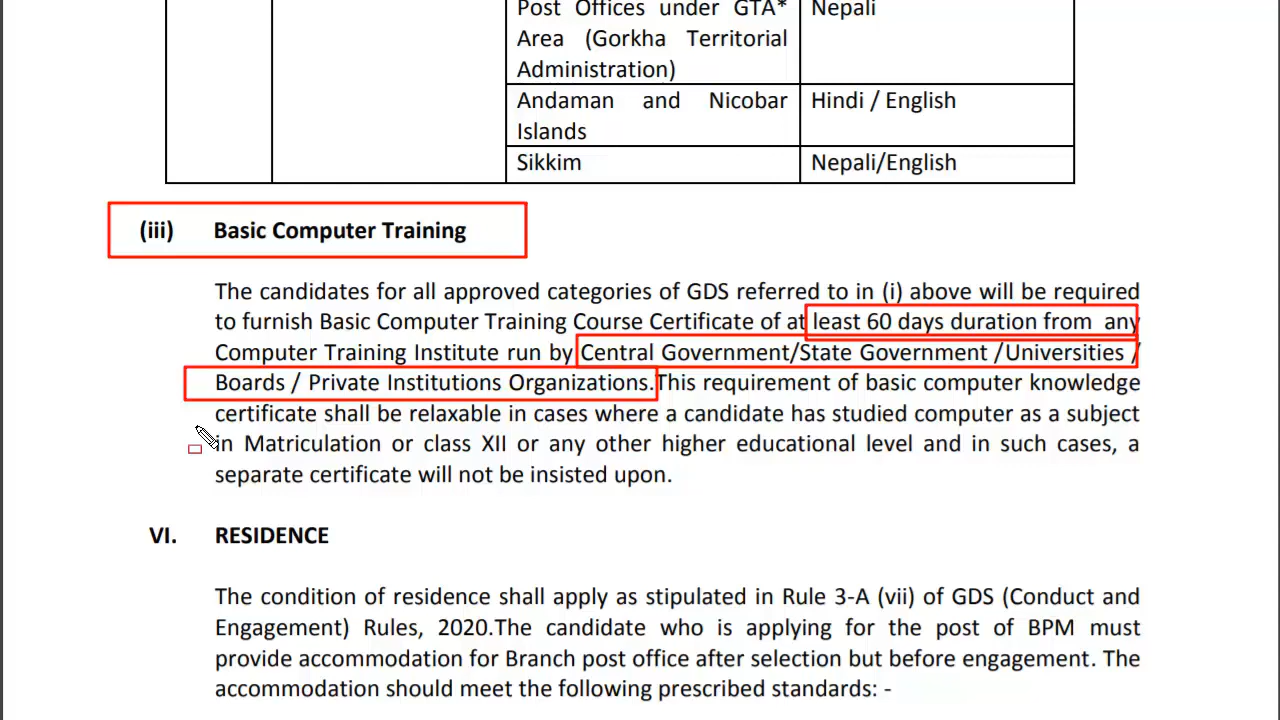 Post Offices under GTA* Nepali
Area (Gorkha Territorial
Administration)
Andaman and Nicobar Hindi / English
Islands
Sikkim Nepali/English
(iii) Basic Computer Training
The candidates for all approved categories of GDS referred to in (i) above will be required
to furnish Basic Computer Training Course Certificate of at least 60 days duration from any
Computer Training Institute run by Central Government/State Government /Universities /
Boards / Private Institutions Organizations.This requirement of basic computer knowledge
certificate shall be relaxable in cases where a candidate has studied computer as a subject
in Matriculation or class XII or any other higher educational level and in such cases, a
separate certificate will not be insisted upon.
VI. RESIDENCE
The condition of residence shall apply as stipulated in Rule 3-A (vii) of GDS (Conduct and
Engagement) Rules, 2020.The candidate who is applying for the post of BPM must
provide accommodation for Branch post office after selection but before engagement. The
accommodation should meet the following prescribed standards: -